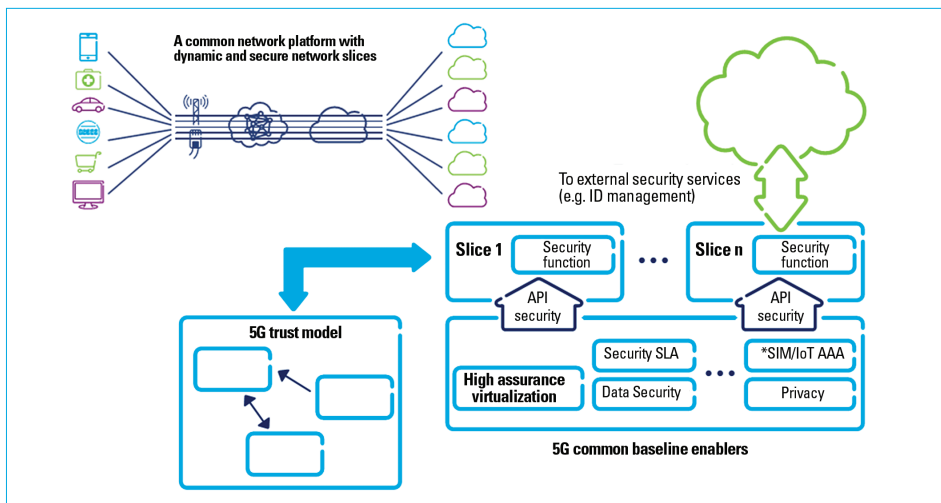 A common network platform with
dynamic and secure network slices
To external security services
(e.g. ID management)
Slice 1
Security
function
Slice n
Security
function
API
security
API
security
5G trust model
High assurance
virtualization
Security SLA
Data Security
*SIM/IoT AAA
Privacy
5G common baseline enablers